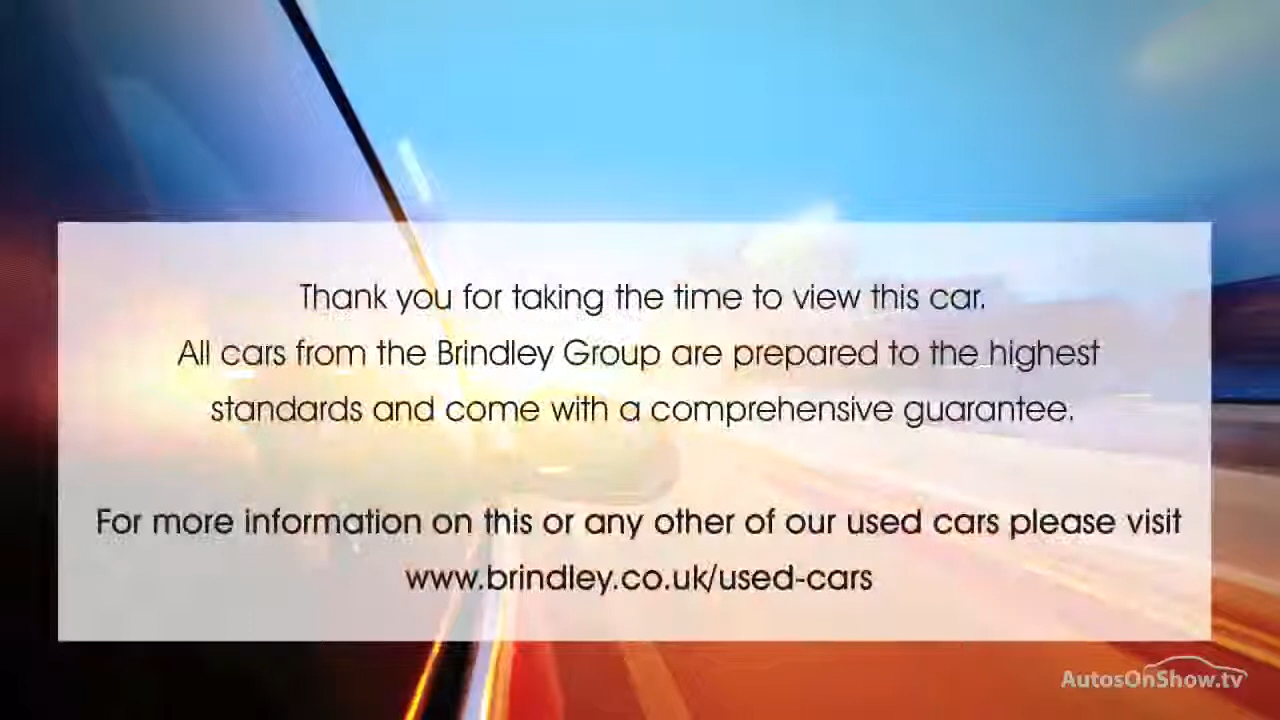 Thank you for taking the time to view this car.
All cars from the Brindley Group are prepared to the highest
standards and come with a comprehensive guarantee.
For more information on this or any other of our used cars please visit
www.brindley.co.uk/used-cars
AutosOnShow.tv